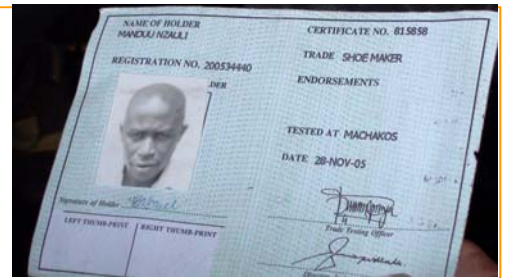 NAME OF HOLDER
MANDUU NZAULI
REGISTRATION NO. 200534440
DER
Signature of Holder
LEFT THUMB-PRINT
RIGHT THUMB-PRINT
CERTIFICATE NO. 815858
TRADE SHOE MAKER
ENDORSEMENTS
TESTED AT MACHAKOS
DATE 28-NOV-05
Trade Testing Officer